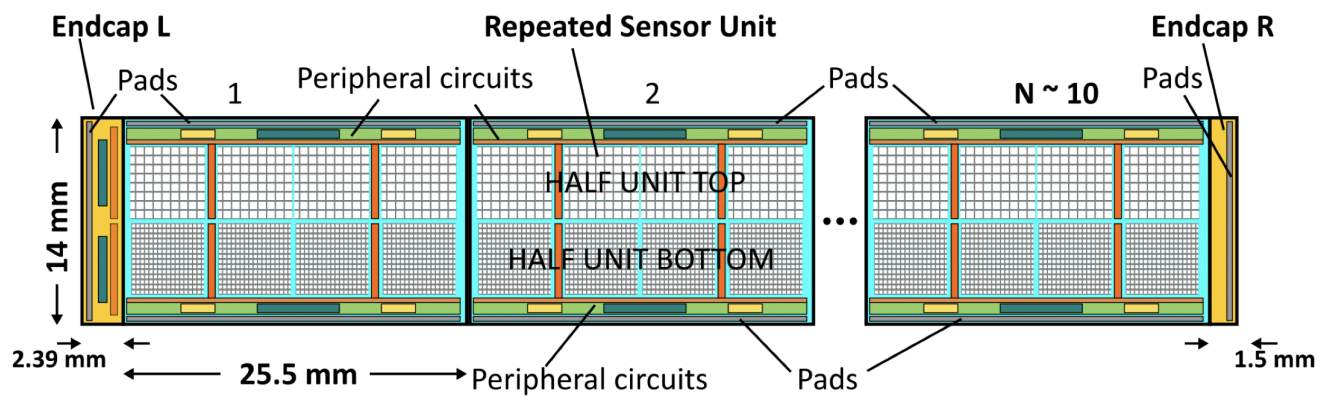 Endcap L
Repeated Sensor Unit
Endcap R
Pads
1
Peripheral circuits
2
Pads
N ~ 10
Pads
14 mm
HALF UNIT TOP
...
HALF UNIT BOTTOM
2.39 mm
25.5 mm
Peripheral circuits
Pads
1.5 mm